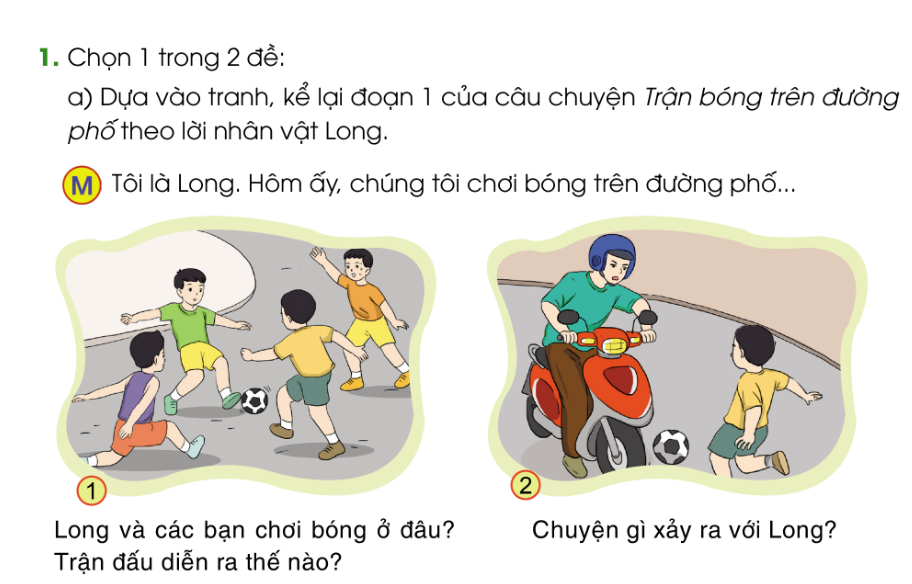 1. Chọn 1 trong 2 đề:
a) Dựa vào tranh, kể lại đoạn 1 của câu chuyện Trận bóng trên đường
phố theo lời nhân vật Long.
M Tôi là Long. Hôm ấy, chúng tôi chơi bóng trên đường phố...
1
2
Long và các bạn chơi bóng ở đâu?
Trận đấu diễn ra thế nào?
Chuyện gì xảy ra với Long?